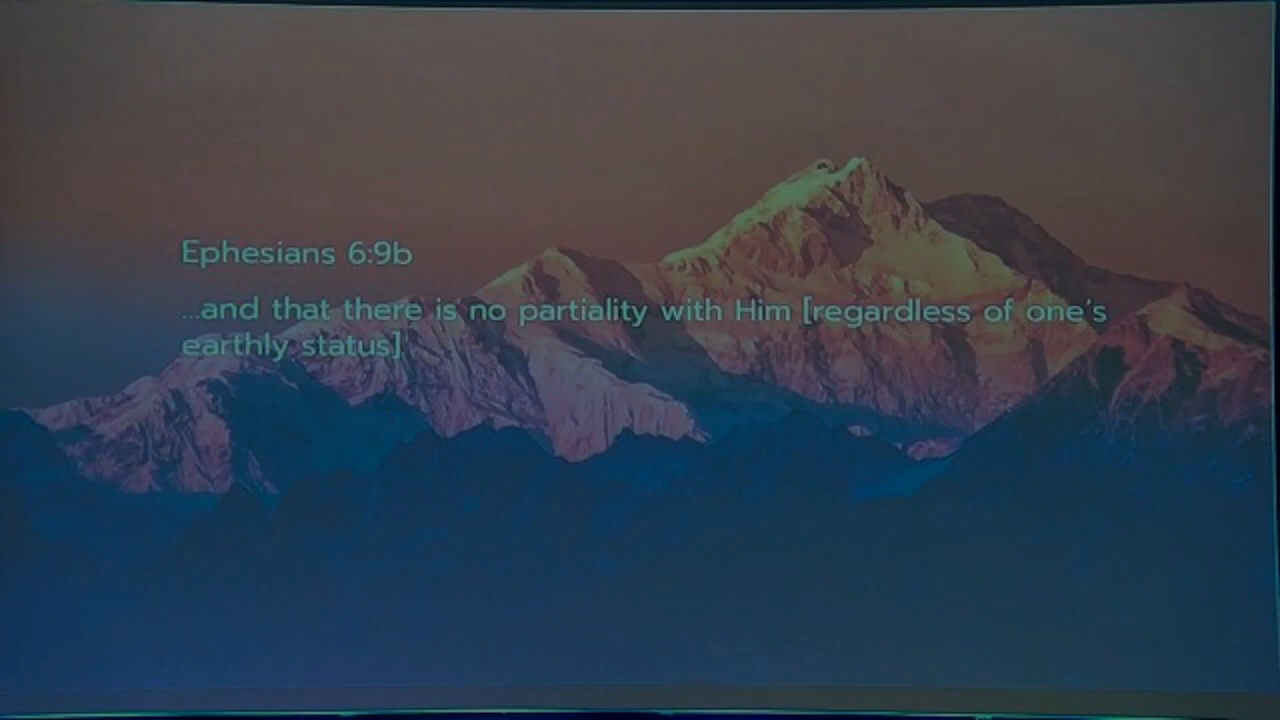 Ephesians 6:9b
...and that there is no partiality with Him [regardless of one's
earthly status]